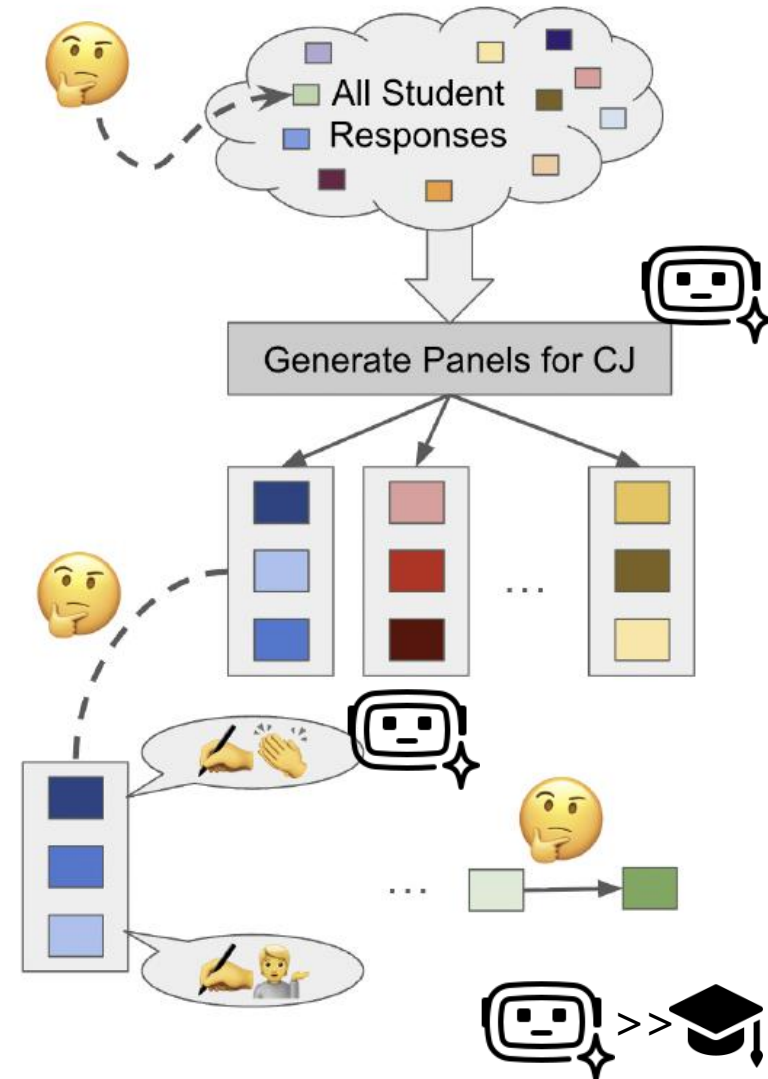 All Student
Responses
Generate Panels for CJ
...
...
>>